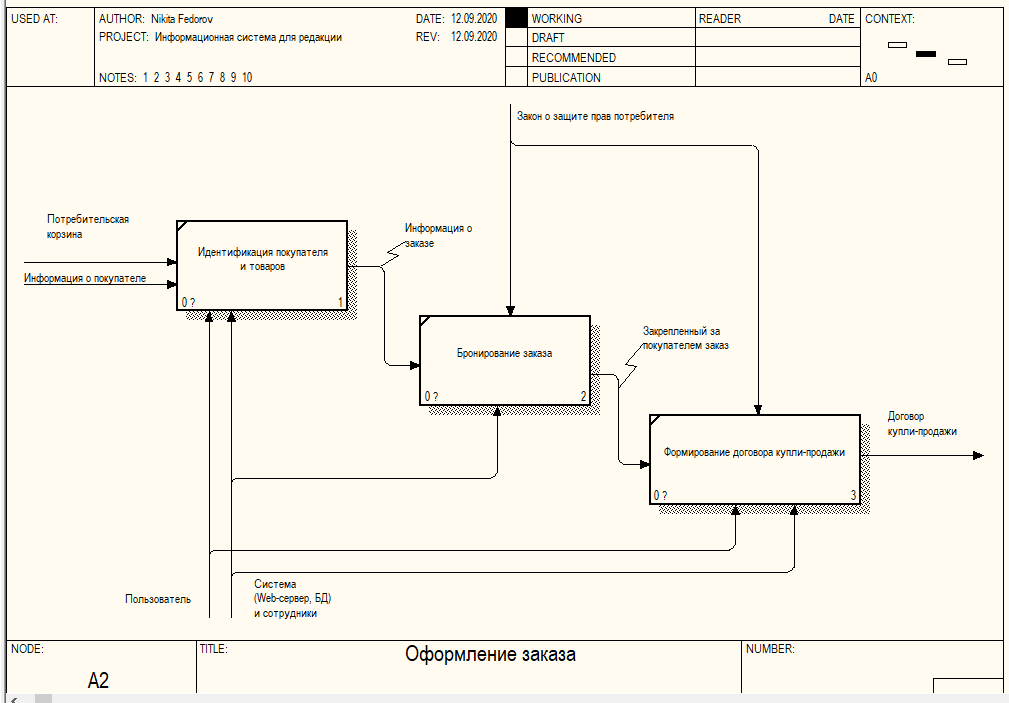 USED AT:
AUTHOR: Nikita Fedorov
DATE: 12.09.2020
PROJECT: Информационная система для редакции
REV: 12.09.2020
NOTES: 1 2 3 4 5 6 7 8 9 10
WORKING
DRAFT
RECOMMENDED
PUBLICATION
READER
DATE
CONTEXT:
A0
Закон о защите прав потребителя
Потребительская
корзина
Информация о покупателе
Идентификация покупателя
и товаров
0 ?
1
Информация о
заказе
Бронирование заказа
0 ?
2
Закрепленный за
покупателем заказ
Формирование договора купли-продажи
0 ?
3
Договор
купли-продажи
Пользователь
Система
(Web-сервер, БД)
и сотрудники
NODE:
A2
TITLE:
Оформление заказа
NUMBER: